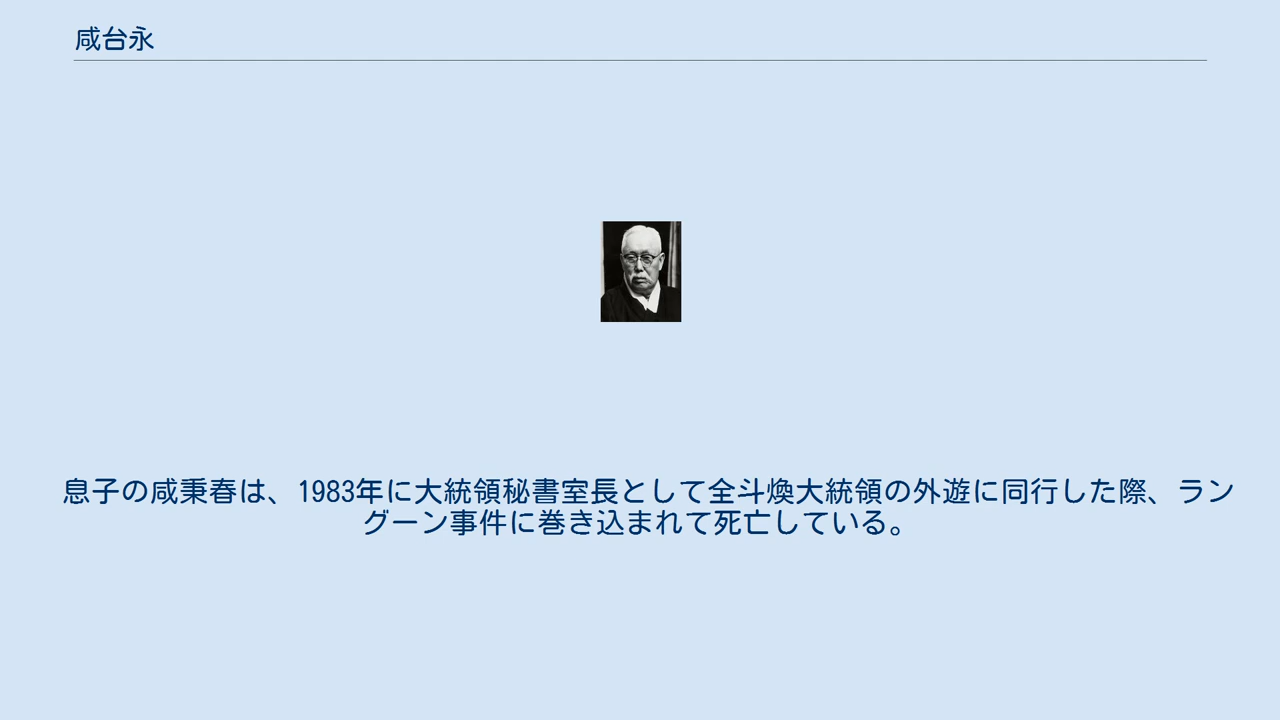 咸台永
息子の咸秉春は、1983年に大統領秘書室長として全斗煥大統領の外遊に同行した際、ラン
グーン事件に巻き込まれて死亡している。